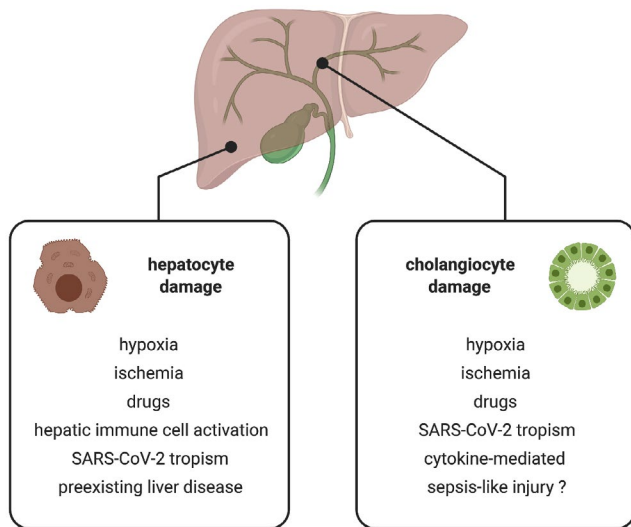 hepatocyte
damage
hypoxia
ischemia
drugs
hepatic immune cell activation
SARS-CoV-2 tropism
preexisting liver disease
cholangiocyte
damage
hypoxia
ischemia
drugs
SARS-CoV-2 tropism
cytokine-mediated
sepsis-like injury ?